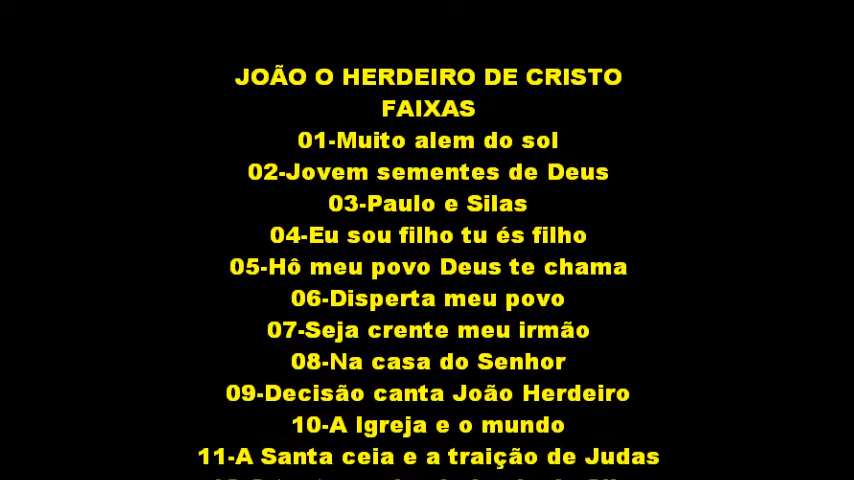 JOÃO O HERDEIRO DE CRISTO
FAIXAS
01-Muito alem do sol
02-Jovem sementes de Deus
03-Paulo e Silas
04-Eu sou filho tu és filho
05-Hô meu povo Deus te chama
06-Disperta meu povo
07-Seja crente meu irmão
08-Na casa do Senhor
09-Decisão canta João Herdeiro
10-A Igreja e o mundo
11-A Santa ceia e a traição de Judas